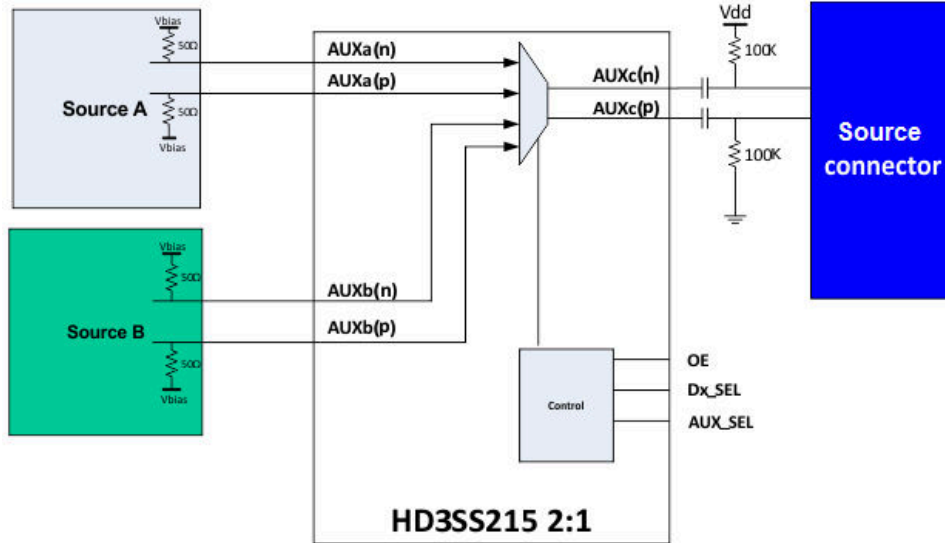 Vbias
50Ω
Source A
50Ω
Vbias
AUXa(n)
AUXa(p)
AUXc(n)
AUXc(p)
Vdd
100K
100K
Source
connector
Vbias
50Ω
Source B
50Ω
Vbias
AUXb(n)
AUXb(p)
Control
OE
Dx_SEL
AUX_SEL
HD3SS215 2:1